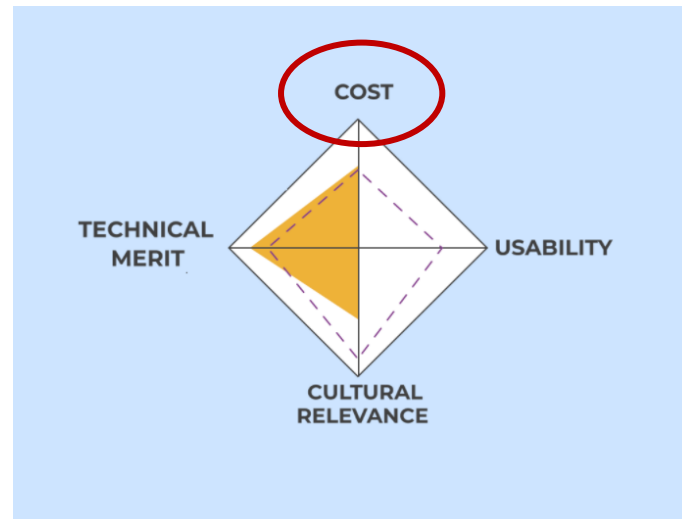 COST
TECHNICAL
MERIT
USABILITY
CULTURAL
RELEVANCE